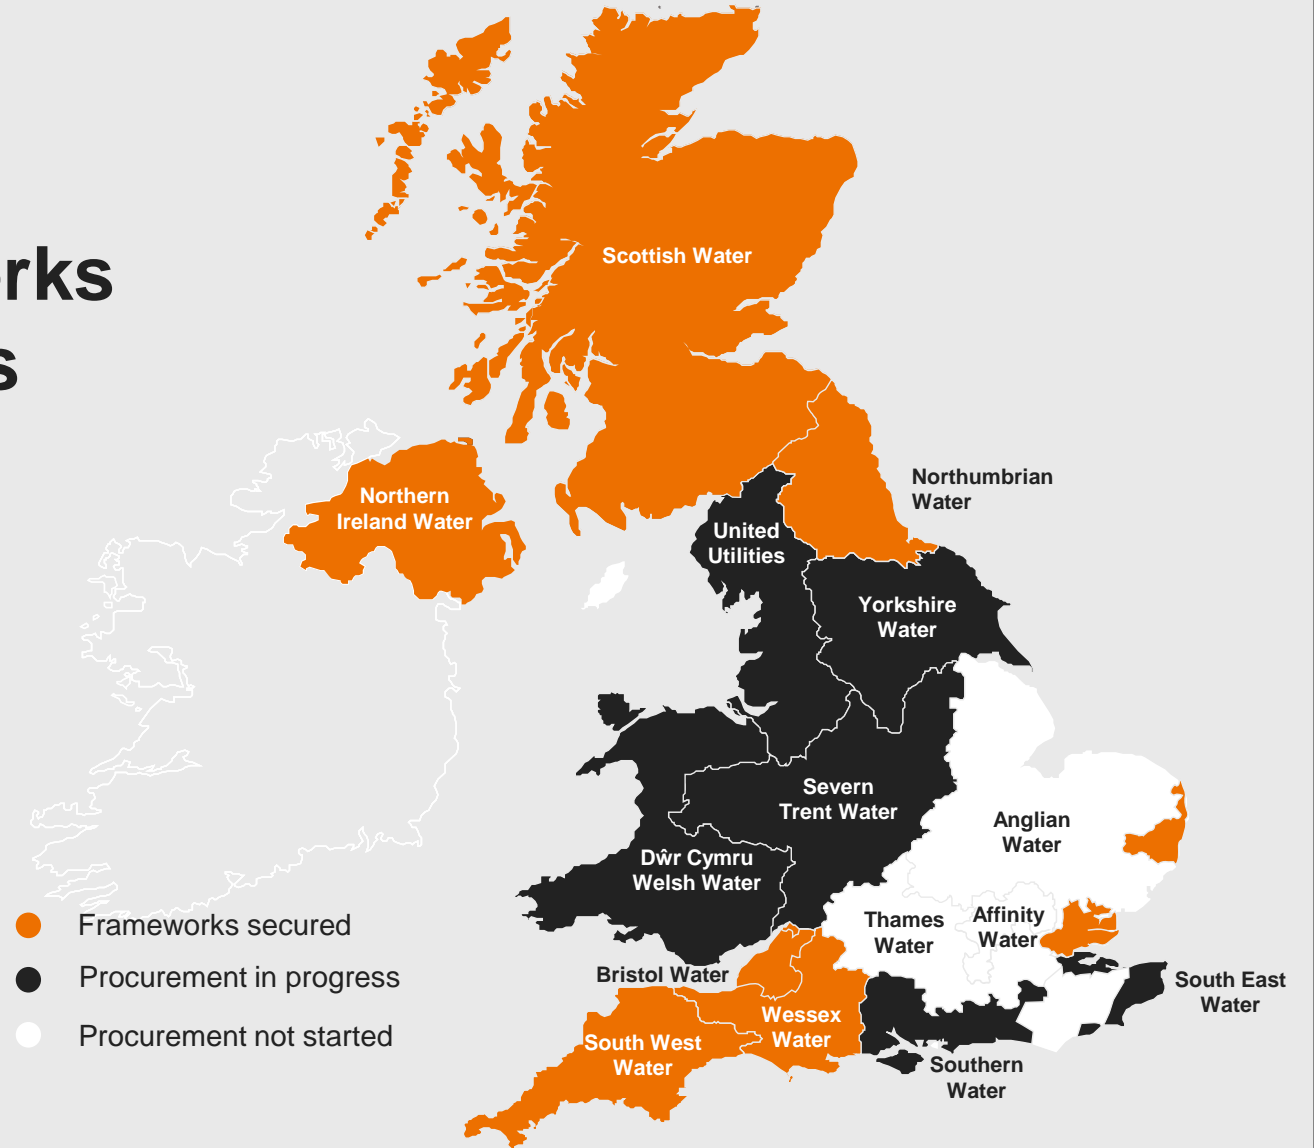 Scottish Water
Northumbrian
Water
Northern
Ireland Water
United
Utilities
Yorkshire
Water
Severn
Trent Water
Anglian
Water
Dŵr Cymru
Welsh Water
Thames
Water
Affinity
Water
Bristol Water
South East
Water
Wessex
Water
South West
Water
Southern
Water
Frameworks secured
Procurement in progress
Procurement not started